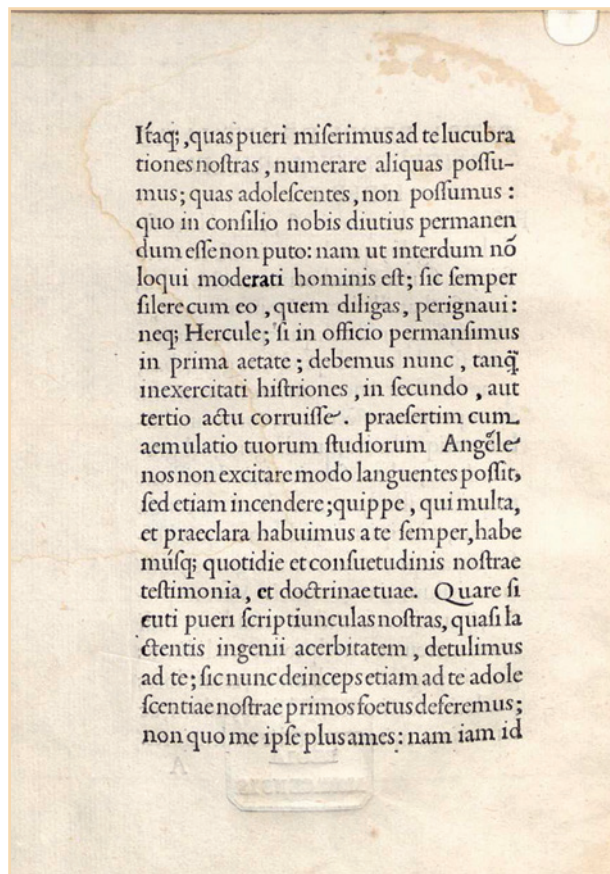 Itaq;, quas pueri miſerimus ad te lucubra
tiones noſtras, numerare aliquas poſſu-
mus; quas adoleſcentes, non poſſumus:
quo in conſilio nobis diutius permanen
dum eſſe non puto: nam ut interdum nõ
loqui moderati hominis eſt; ſic ſemper
ſilere cum eo, quem diligas, perignaui:
neq; Hercule; ſi in officio permanſimus
in prima aetate; debemus nunc, tanq̃
inexercitati hiſtriones, in ſecundo, aut
tertio actu corruiſſe. praeſertim cum
aemulatio tuorum ſtudiorum Angéle
nos non excitare modo languentes poſſit,
ſed etiam incendere; quippe, qui multa,
et praeclara habuimus a te ſemper, habe
múſq; quotidie et conſuetudinis noſtrae
teſtimonia, et doctrinae tuae. Quare ſi
cuti pueri ſcriptiunculas noſtras, quaſi la
ctentis ingenii acerbitatem, detulimus
ad te; ſic nunc deinceps etiam ad te adole
ſcentiae noſtrae primos foetus deferemus;
non quo me ipſe plus ames: nam iam id